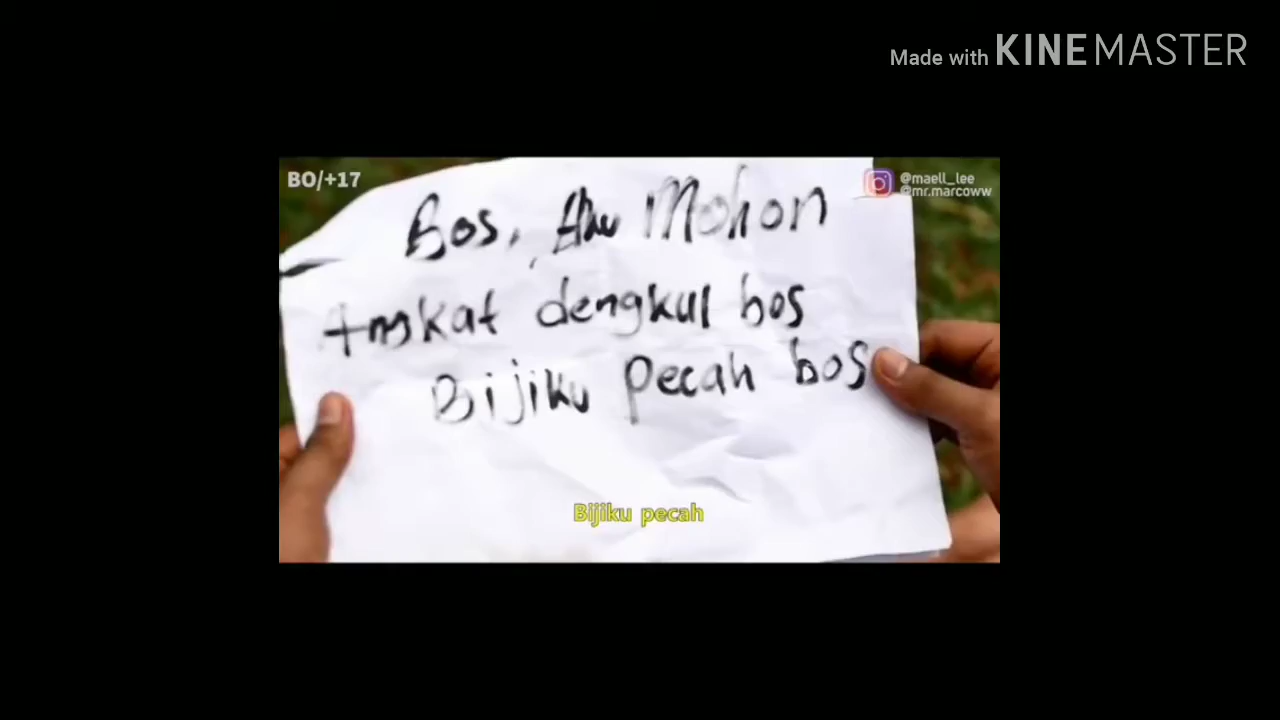 Made with KINEMASTER
BO/+17
@maell_lee
@mr.marcoww
Bos, Aku Mohon
Angkat dengkul bos
Bijiku Pecah bos
Bijiku pecah